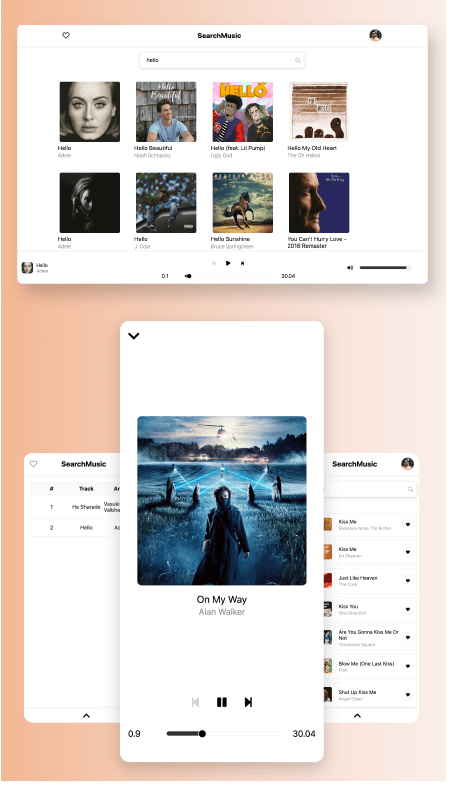 SearchMusic
hello
Hello
Adele
Hello Beautiful
Noah Schnacky
Hello (feat. Lil Pump)
Ugly God
Hello My Old Heart
The Oh Hellos
Hello
Adele
Hello
J. Cole
Hello Sunshine
Bruce Springsteen
You Can't Hurry Love -
2016 Remaster
Hello
Adele
0.1
30.04
SearchMusic
# Track Ar
1 He Sharade Vasuki
Vaibha
2 Hello Ad
On My Way
Alan Walker
0.9
30.04
SearchMusic
Kiss Me
Sixpence None The Richer
Kiss Me
Ed Sheeran
Just Like Heaven
The Cure
Kiss You
One Direction
Are You Gonna Kiss Me Or
Not
Thompson Square
Blow Me (One Last Kiss)
P!nk
Shut Up Kiss Me
Angel Olsen